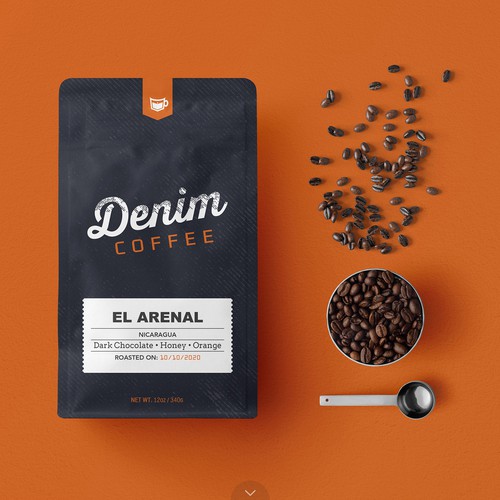 Denim
COFFEE
EL ARENAL
NICARAGUA
Dark Chocolate • Honey • Orange
ROASTED ON: 10/10/2020
NET WT. 12oz / 340g